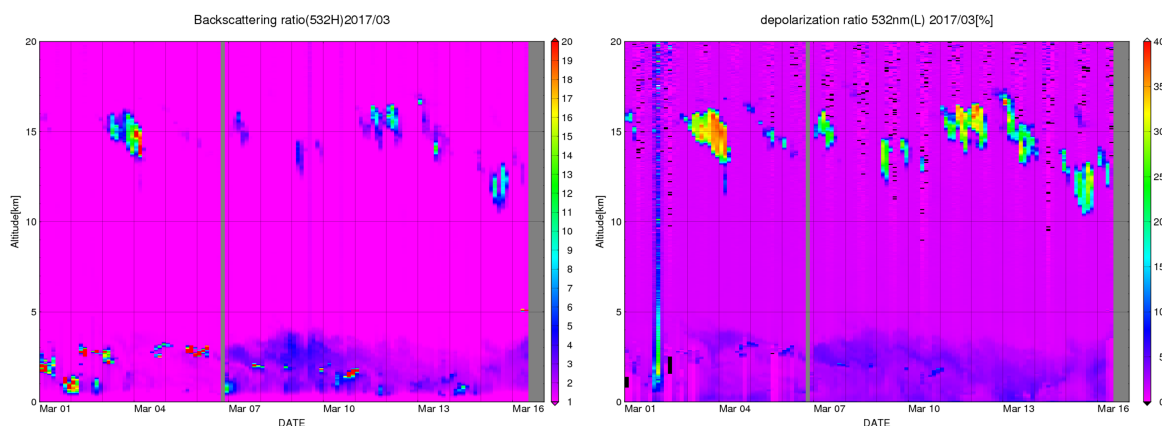 Backscattering ratio(532H)2017/03
20
15
10
5
0
Altitude[km]
Mar 01
Mar 04
Mar 07
Mar 10
Mar 13
Mar 16
DATE
20
19
18
17
16
15
14
13
12
11
10
9
8
7
6
5
4
3
2
1
depolarization ratio 532nm(L) 2017/03[%]
20
15
10
5
0
Altitude[km]
Mar 01
Mar 04
Mar 07
Mar 10
Mar 13
Mar 16
DATE
40
35
30
25
20
15
10
5
0